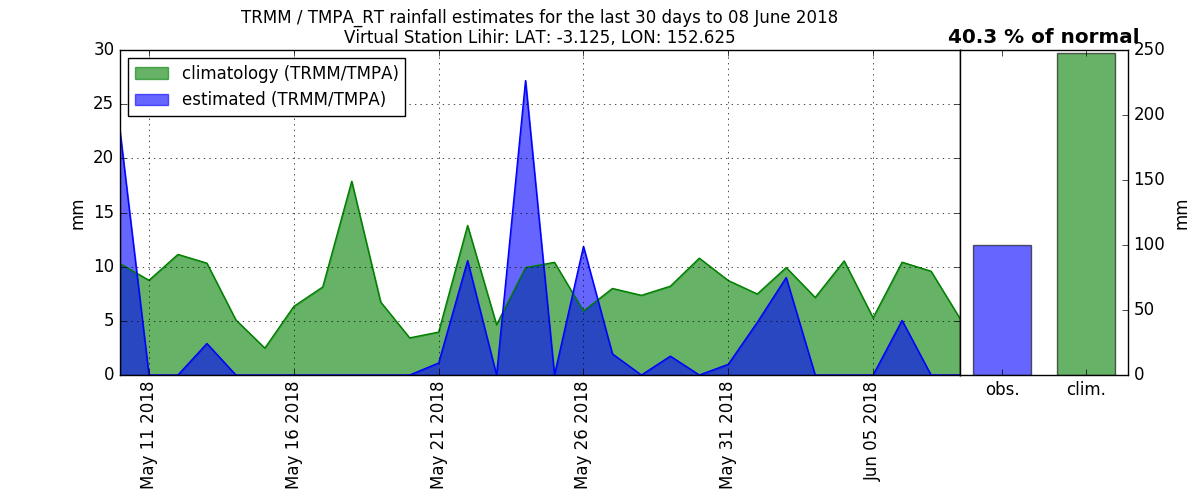 TRMM / TMPA_RT rainfall estimates for the last 30 days to 08 June 2018
Virtual Station Lihir: LAT: -3.125, LON: 152.625
40.3 % of normal
climatology (TRMM/TMPA)
estimated (TRMM/TMPA)
30
25
20
15
10
5
0
mm
May 11 2018
May 16 2018
May 21 2018
May 26 2018
May 31 2018
Jun 05 2018
obs.
clim.
250
200
150
100
50
0
mm